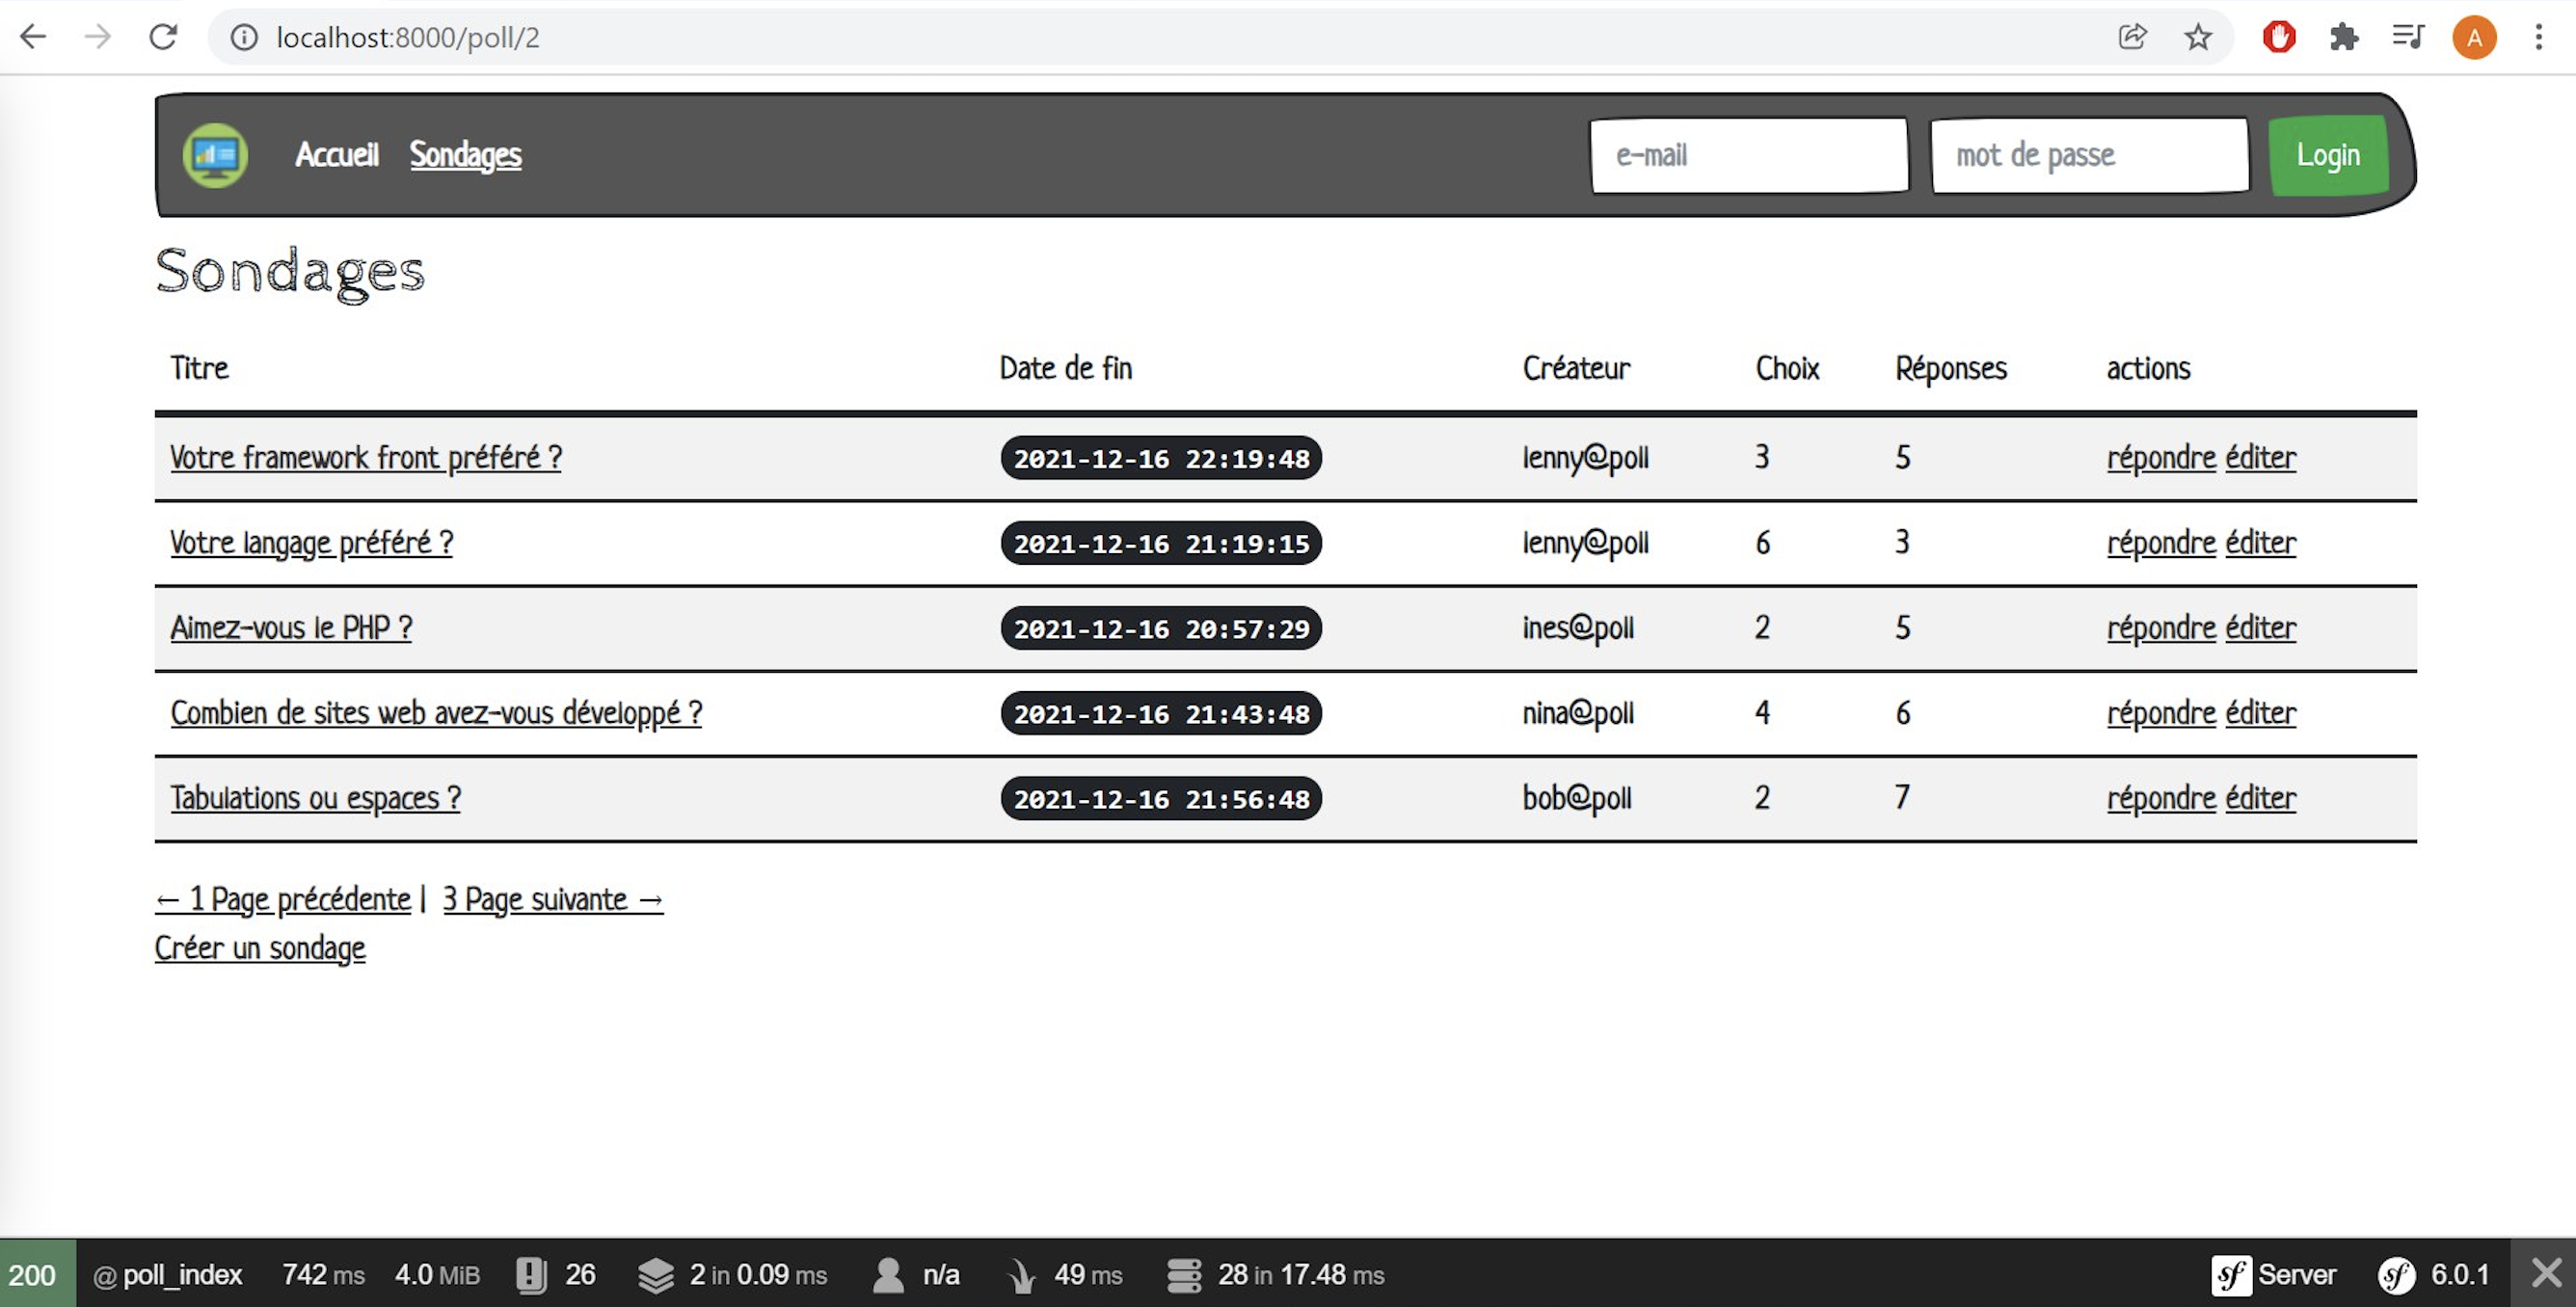 localhost:8000/poll/2
A
Accueil Sondages e-mail mot de passe Login
Sondages
Titre Date de fin Créateur Choix Réponses actions
Votre framework front préféré ? 2021-12-16 22:19:48 lenny@poll 3 5 répondre éditer
Votre langage préféré ? 2021-12-16 21:19:15 lenny@poll 6 3 répondre éditer
Aimez-vous le PHP ? 2021-12-16 20:57:29 ines@poll 2 5 répondre éditer
Combien de sites web avez-vous développé ? 2021-12-16 21:43:48 nina@poll 4 6 répondre éditer
Tabulations ou espaces ? 2021-12-16 21:56:48 bob@poll 2 7 répondre éditer
← 1 Page précédente | 3 Page suivante →
Créer un sondage
200 @ poll_index 742 ms 4.0 MiB 26 2 in 0.09 ms n/a 49 ms 28 in 17.48 ms sf Server sf 6.0.1